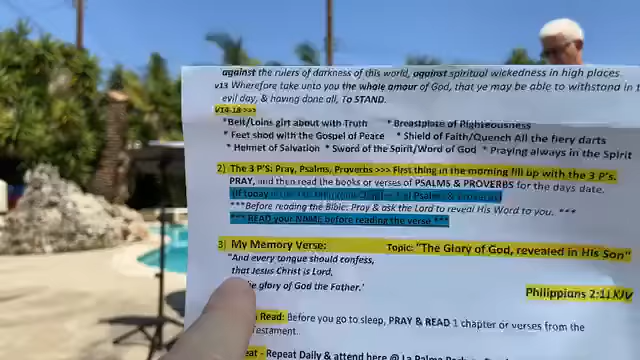 against the rulers of darkness of this world, against spiritual wickedness in high places
v13 Wherefore take unto you the whole amour of God, that ye may be able to withstand in t
evil day, & having done all, To STAND.
V14-18 >>>
*Belt/Loins girt about with Truth *Breastplate of Righteousness
* Feet shod with the Gospel of Peace * Shield of Faith/Quench All the fiery darts
* Helmet of Salvation * Sword of the Spirit/Word of God * Praying always in the Spirit
2) The 3 P'S: Pray, Psalms, Proverbs >>> First thing in the morning fill up with the 3 P's.
PRAY, and then read the books or verses of PSALMS & PROVERBS for the days date.
(If today
***Before reading the Bible: Pray & ask the Lord to reveal His Word to you. ***
*** READ your NAME before reading the verse ***
3) My Memory Verse: Topic: "The Glory of God, revealed in His Son"
"And every tongue should confess,
that Jesus Christ is Lord,
e glory of God the Father.'
Philippians 2:11 KJV
Read: Before you go to sleep, PRAY & READ 1 chapter or verses from the
estament.
eat - Repeat Daily & attend here @ La Palma